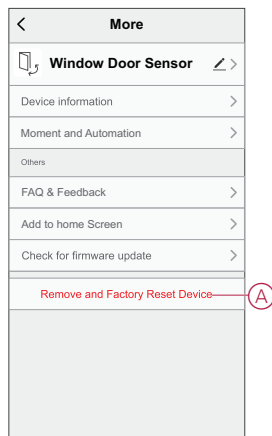 More
Window Door Sensor
Device information
Moment and Automation
Others
FAQ & Feedback
Add to home Screen
Check for firmware update
Remove and Factory Reset Device
A